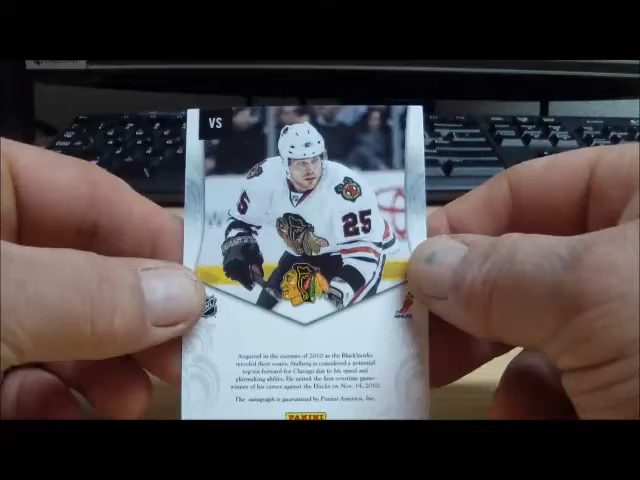 VS
5
25
Acquired in the summer of 2010 as the Blackhawks
retooled their roster, Stalberg is considered a potential
top-six forward for Chicago due to his speed and
playmaking ability. He netted the first overtime game-
winner of his career against the Ducks on Nov. 14, 2010.
The autograph is guaranteed by Panini America, Inc.
PANINI